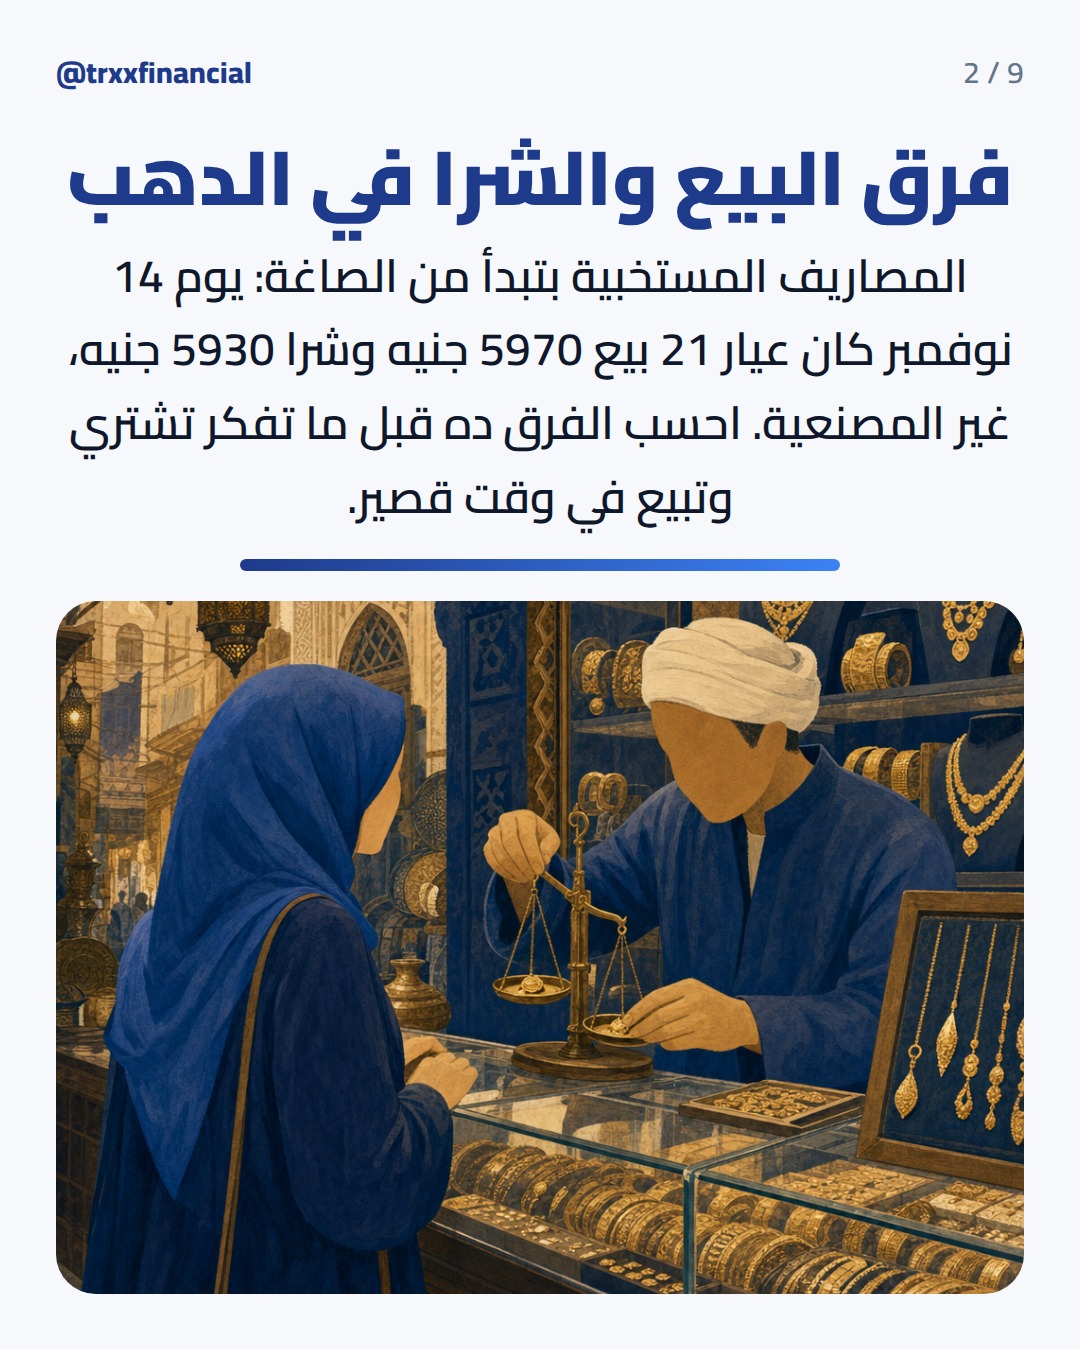 @trxxfinancial
2 / 9
فرق البيع والشرا في الدهب
المصاريف المستخبية بتبدأ من الصاغة: يوم 14
نوفمبر كان عيار 21 بيع 5970 جنيه وشرا 5930 جنيه،
غير المصنعية. احسب الفرق ده قبل ما تفكر تشتري
وتبيع في وقت قصير.